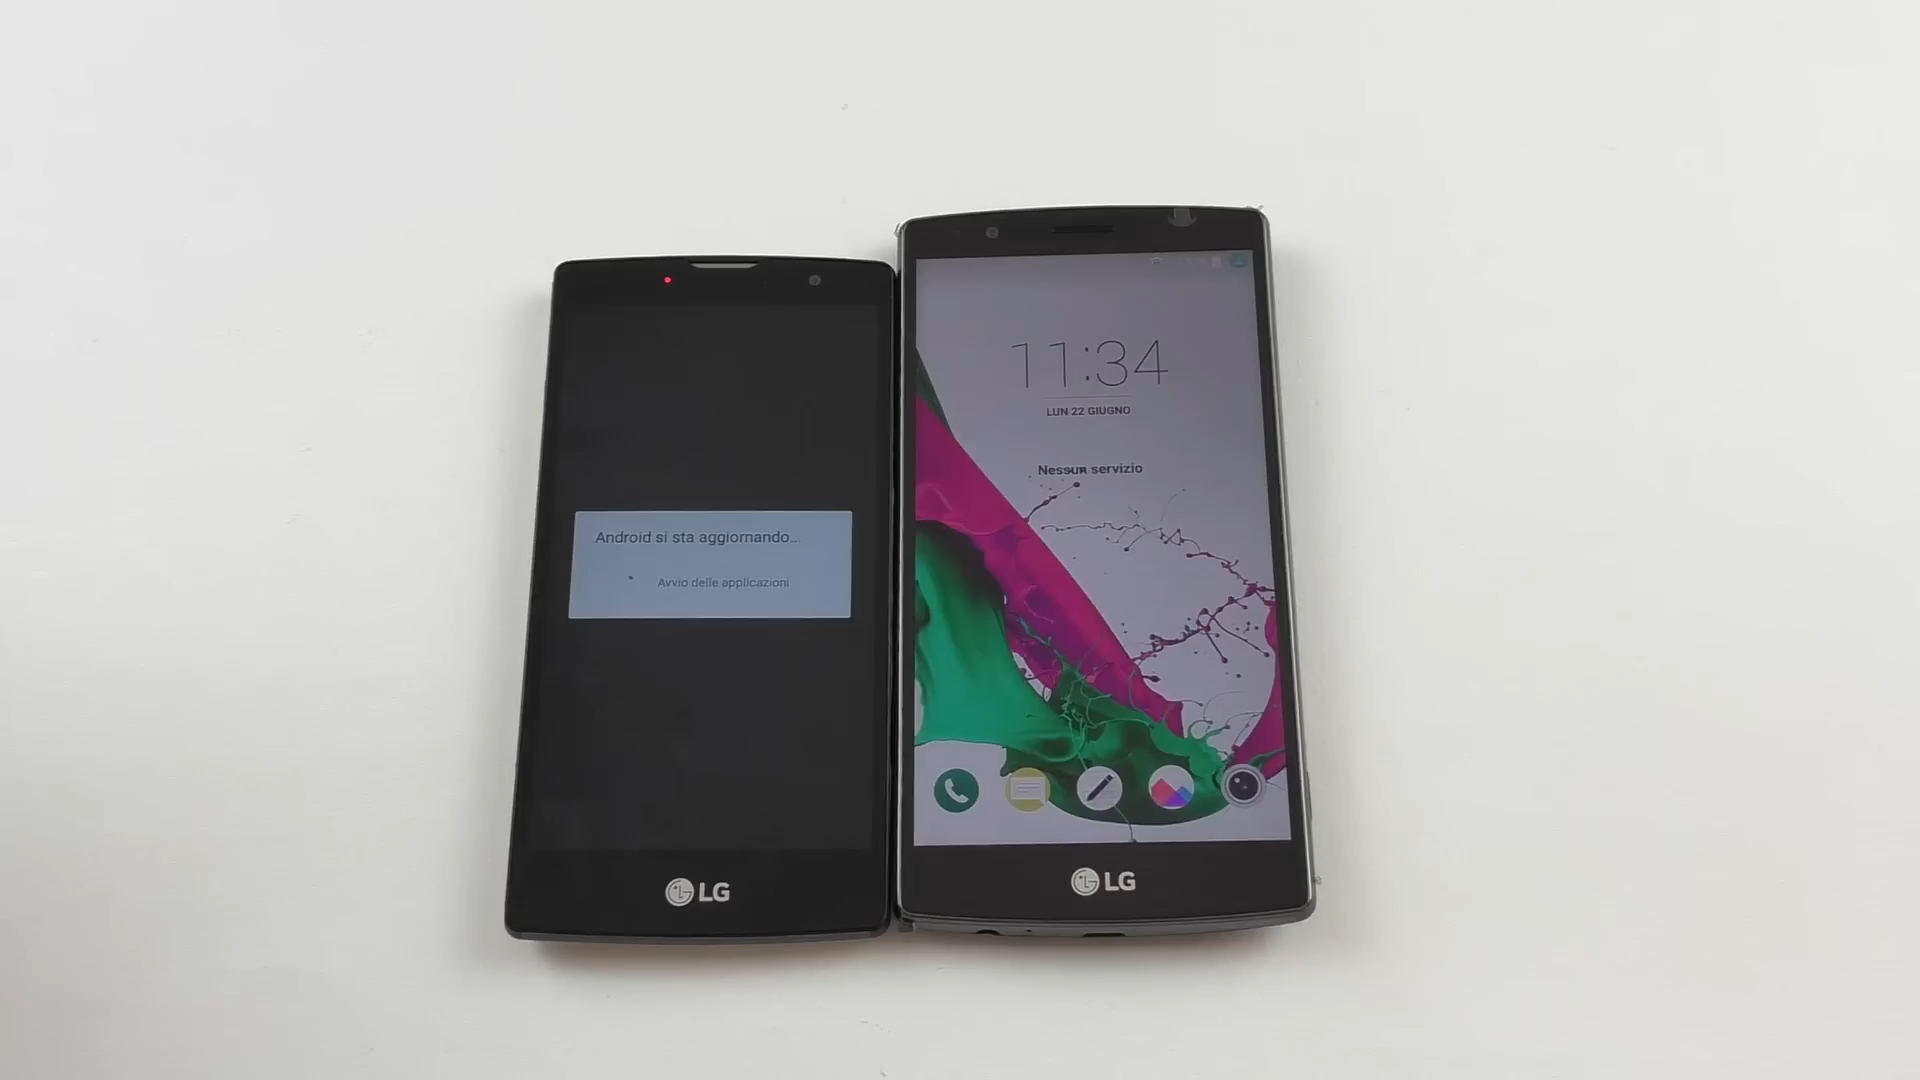 Android si sta aggiornando...
Avvio delle applicazioni
LG
11:34
LUN 22 GIUGNO
Nessun servizio
LG